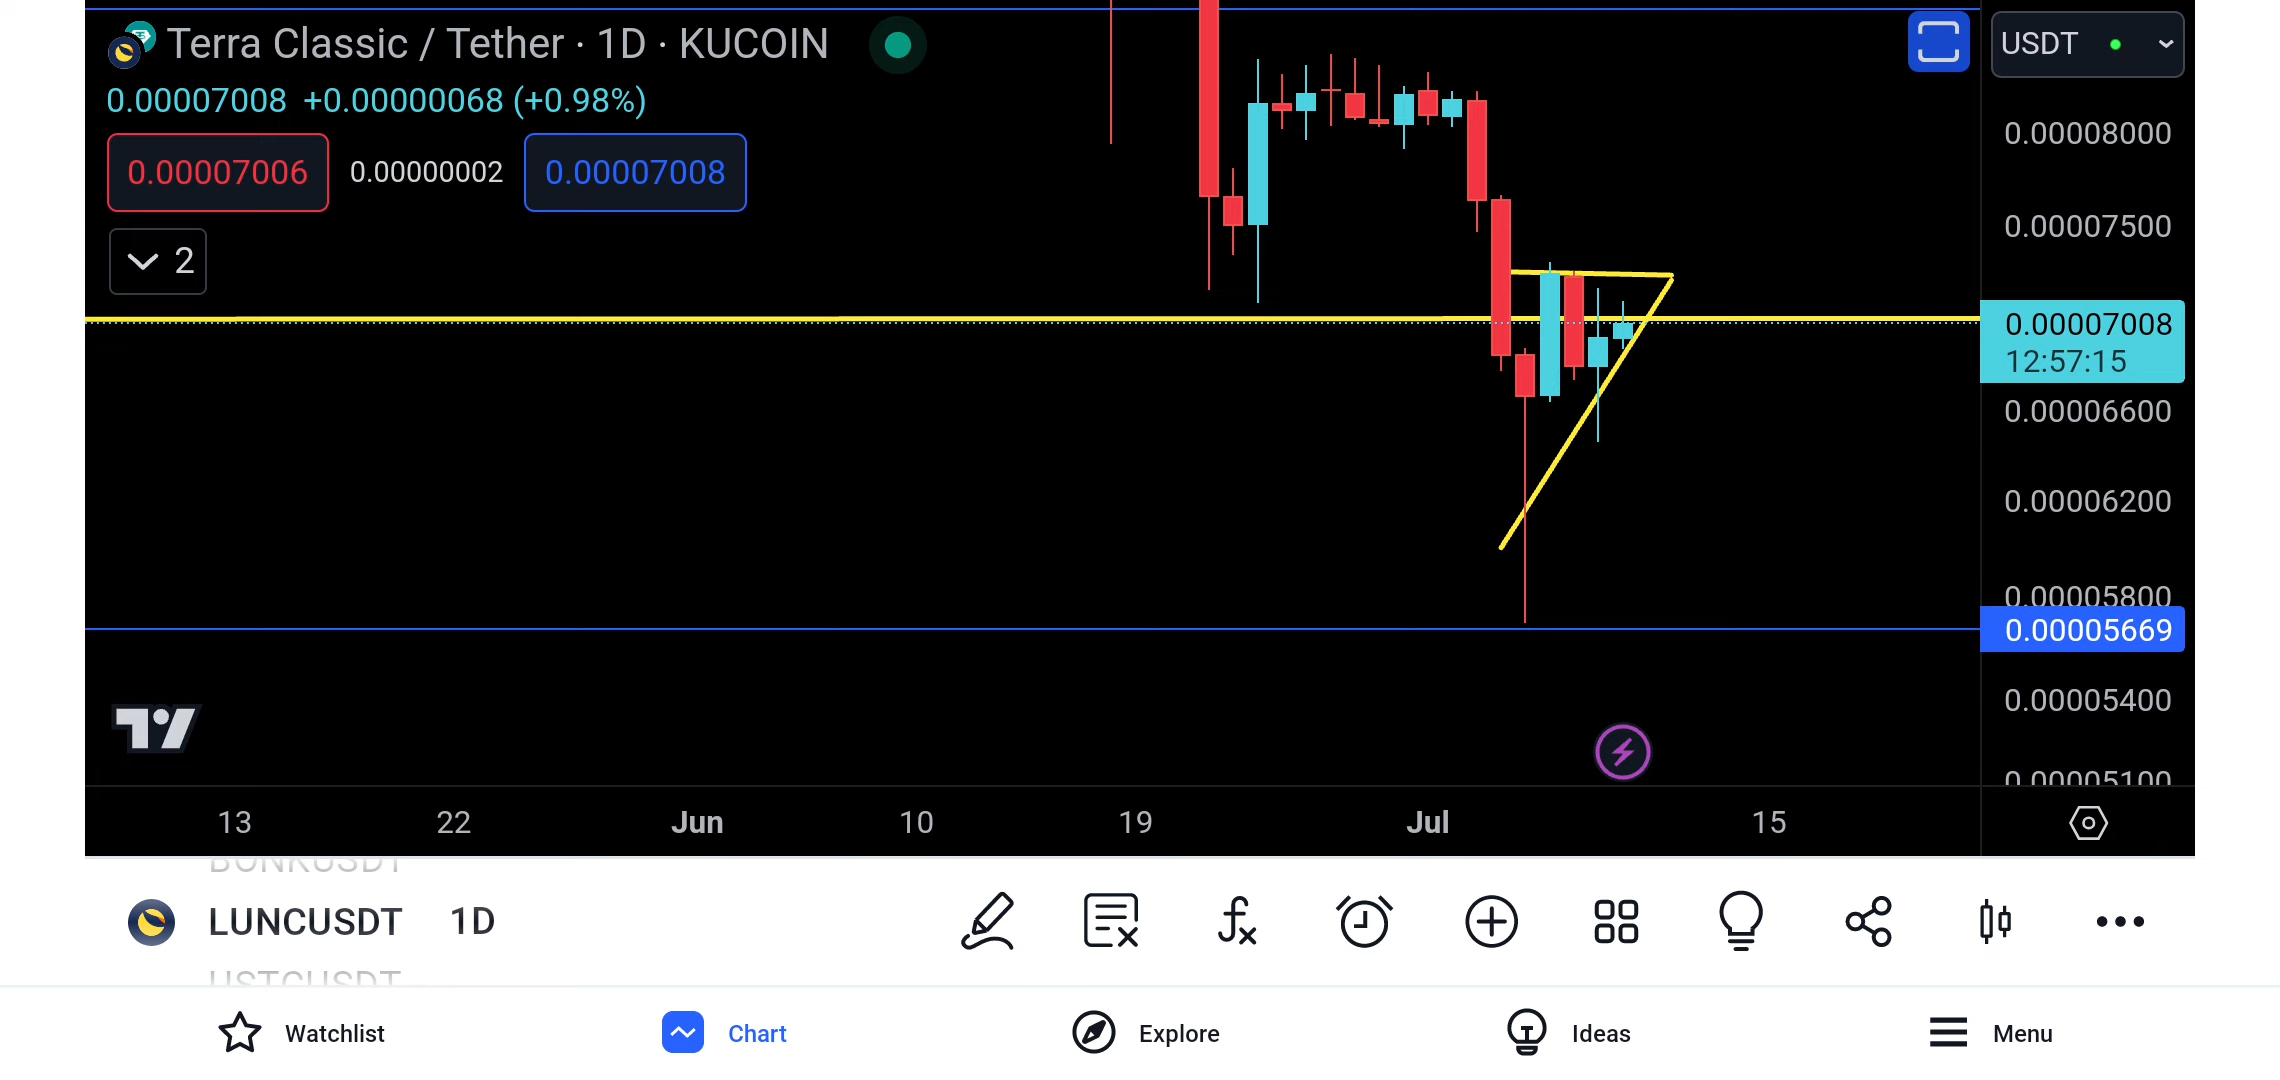 Terra Classic / Tether · 1D · KUCOIN
USDT
0.00007008 +0.00000068 (+0.98%)
0.00007006 0.00000002 0.00007008
2
0.00008000
0.00007500
0.00007008
12:57:15
0.00006600
0.00006200
0.00005800
0.00005669
0.00005400
0.00005100
13 22 Jun 10 19 Jul 15
BONKUSDT
LUNCUSDT 1D
USTCUSDT
Watchlist Chart Explore Ideas Menu